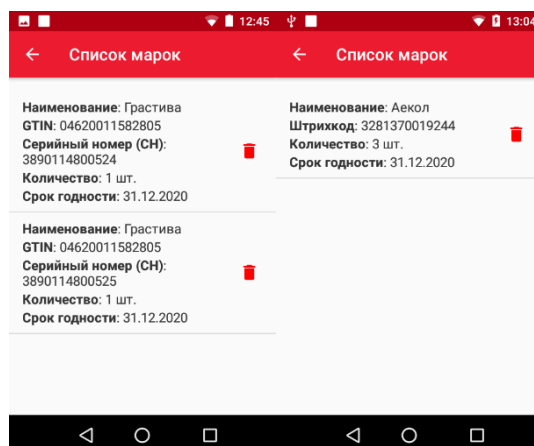 12:45
Список марок
Наименование: Грастива
GTIN: 04620011582805
Серийный номер (СН):
3890114800524
Количество: 1 шт.
Срок годности: 31.12.2020
Наименование: Грастива
GTIN: 04620011582805
Серийный номер (СН):
3890114800525
Количество: 1 шт.
Срок годности: 31.12.2020
13:04
Список марок
Наименование: Аекол
Штрихкод: 3281370019244
Количество: 3 шт.
Срок годности: 31.12.2020